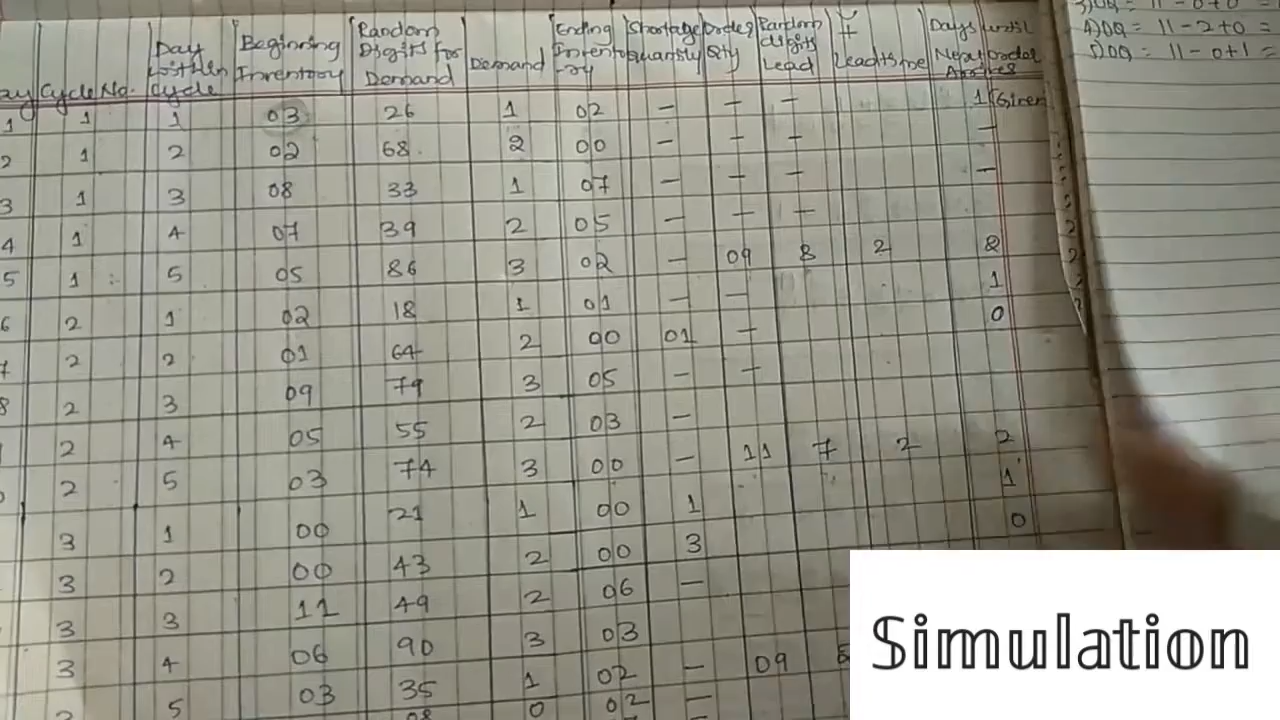 3) OQ = 11 - 0 + 0 =
4) OQ = 11 - 2 + 0 =
5) OQ = 11 - 0 + 1 =
Cycle No. Day within cycle Beginning Inventory Random Digits for Demand Demand Ending Inventory Shortage quantity Order Qty Random digits Lead Lead time Days until Next Order Arrives
1 1 1 03 26 1 02 - - - 1 (Given
2 1 2 02 68 2 00 - - - -
3 1 3 08 33 1 07 - - - -
4 1 4 07 39 2 05 - - -
5 1 5 05 86 3 02 - 09 8 2 2
6 2 1 02 18 1 01 - - 1
7 2 2 01 64 2 00 01 - 0
8 2 3 09 79 3 05 - -
2 4 05 55 2 03 -
2 5 03 74 3 00 - 11 7 2 2
3 1 00 21 1 00 1 1
3 2 00 43 2 00 3 0
3 3 11 49 2 06 -
3 4 06 90 3 03
5 03 35 1 02 - 09
08 0 02 -
Simulation